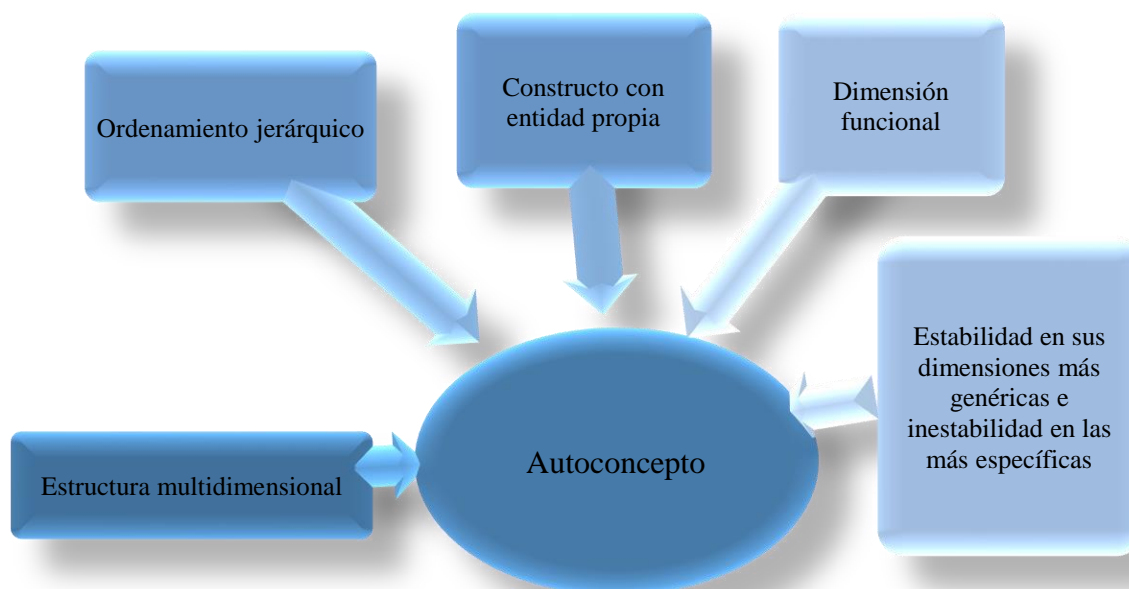 Ordenamiento jerárquico
Constructo con
entidad propia
Dimensión
funcional
Estabilidad en sus
dimensiones más
genéricas e
inestabilidad en las
más específicas
Estructura multidimensional
Autoconcepto